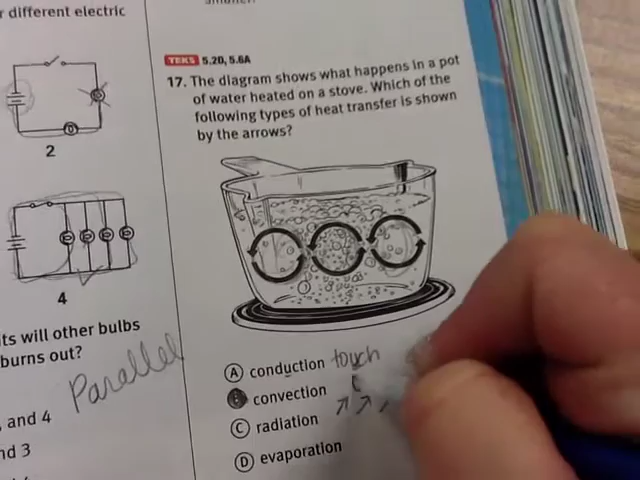 r different electric
2
4
its will other bulbs
burns out?
Parallel
, and 4
nd 3
TEKS 5.2D, 5.6A
17. The diagram shows what happens in a pot
of water heated on a stove. Which of the
following types of heat transfer is shown
by the arrows?
A conduction touch
B convection
C radiation
D evaporation